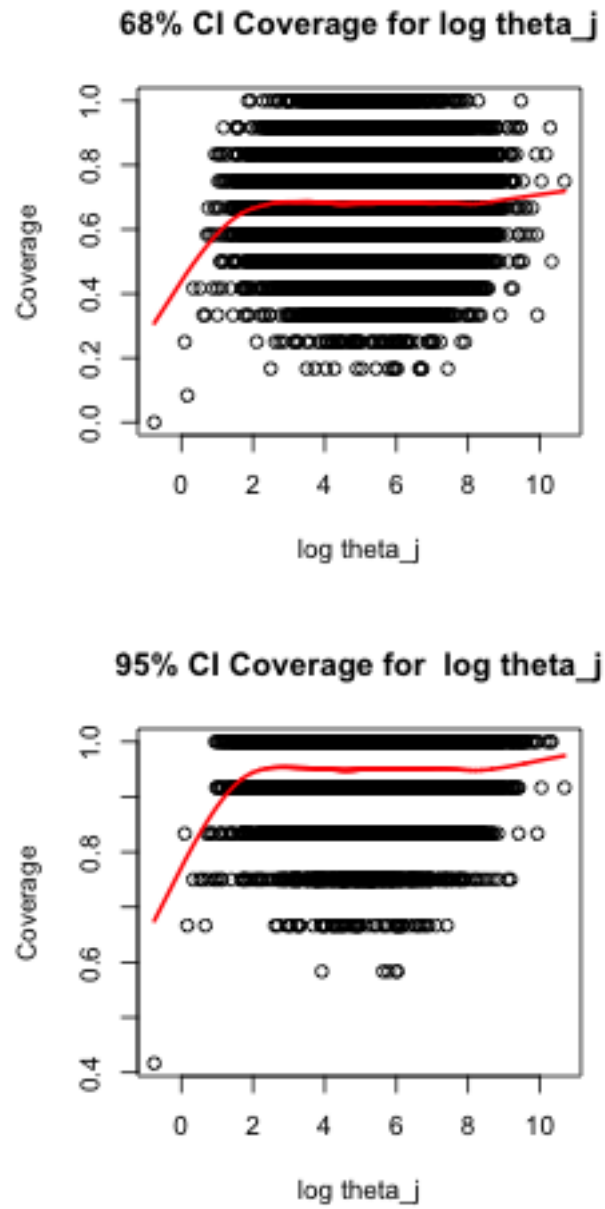 68% CI Coverage for log theta_j
Coverage
1.0
0.8
0.6
0.4
0.2
0.0
0 2 4 6 8 10
log theta_j
95% CI Coverage for  log theta_j
Coverage
1.0
0.8
0.6
0.4
0 2 4 6 8 10
log theta_j